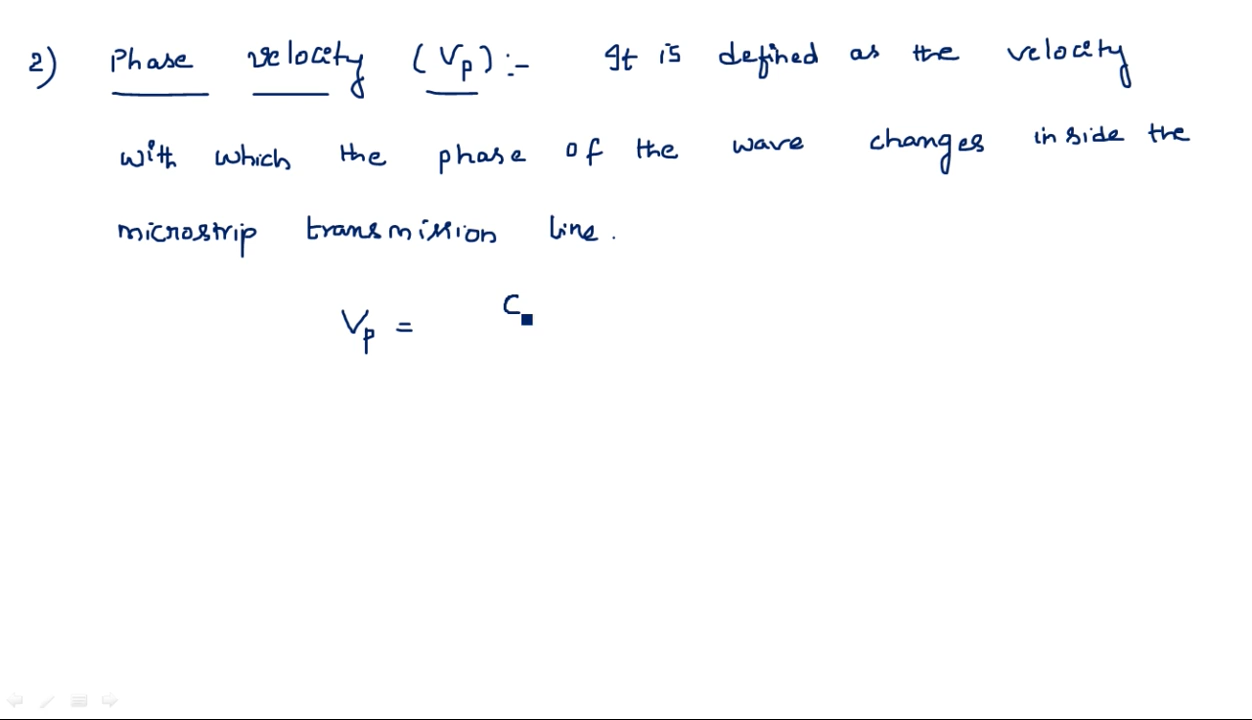 2) Phase velocity (Vp) :- It is defined as the velocity
with which the phase of the wave changes inside the
microstrip transmission line.
Vp = C